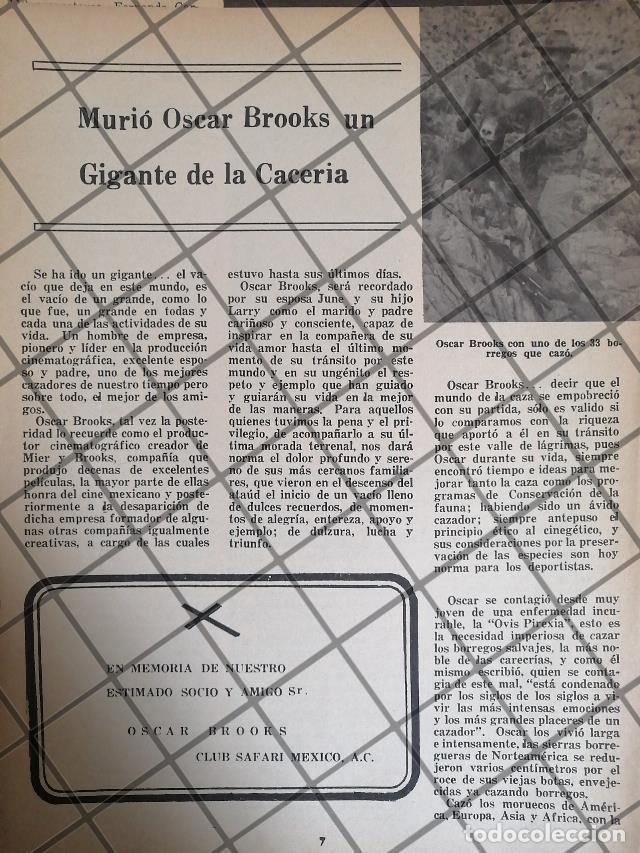 Murió Oscar Brooks un
Gigante de la Caceria
Se ha ido un gigante... el va-
cío que deja en este mundo, es
el vacío de un grande, como lo
que fue, un grande en todas y
cada una de las actividades de su
vida. Un hombre de empresa,
pionero y líder en la producción
cinematográfica, excelente espo-
so y padre, uno de los mejores
cazadores de nuestro tiempo pero
sobre todo, el mejor de los ami-
gos.
Oscar Brooks, tal vez la poste-
ridad lo recuerde como el produc-
tor cinematográfico creador de
Mier y Brooks, compañía que
produjo decenas de excelentes
películas, la mayor parte de ellas
honra del cine mexicano y poste-
riormente a la desaparición de
dicha empresa formador de algu-
nas otras compañías igualmente
creativas, a cargo de las cuales
estuvo hasta sus últimos días.
Oscar Brooks, será recordado
por su esposa June y su hijo
Larry como el marido y padre
cariñoso y consciente, capaz de
inspirar en la compañera de su
vida amor hasta el último mo-
mento de su tránsito por este
mundo y en su ungénito el res-
peto y ejemplo que han guiado
y guiarán su vida en la mejor
de las maneras. Para aquellos
quienes tuvimos la pena y el pri-
vilegio, de acompañarlo a su úl-
tima morada terrenal, nos dará
norma el dolor profundo y sere-
no de sus más cercanos familia-
res, que vieron en el descenso del
ataúd el inicio de un vacío lleno
de dulces recuerdos, de momen-
tos de alegría, entereza, apoyo y
ejemplo; de dulzura, lucha y
triunfo.
EN MEMORIA DE NUESTRO
ESTIMADO SOCIO Y AMIGO Sr.
OSCAR BROOKS
CLUB SAFARI MEXICO, A.C.
Oscar Brooks con uno de los 33 bo-
rregos que cazó.
Oscar Brooks... decir que el
mundo de la caza se empobreció
con su partida, sólo es valido si
lo comparamos con la riqueza
que aportó a él en su tránsito
por este valle de lágrimas, pues
Oscar durante su vida, siempre
encontró tiempo e ideas para me-
jorar tanto la caza como los pro-
gramas de Conservación de la
fauna; habiendo sido un ávido
cazador; siempre antepuso el
principio ético al cinegético, y
sus consideraciones por la preser-
vación de las especies son hoy
norma para los deportistas.
Oscar se contagió desde muy
joven de una enfermedad incu-
rable, la "Ovis Pirexia", esto es
la necesidad imperiosa de cazar
los borregos salvajes, la más no-
ble de las carecrías, y como él
mismo escribió, quien se conta-
gia de este mal, "está condenado
por los siglos de los siglos a vi-
vir las más intensas emociones
y los más grandes placeres de un
cazador". Oscar los vivió larga
e intensamente, las sierras borre-
gueras de Norteamérica se redu-
jeron varios centímetros por el
roce de sus viejas botas, enveje-
cidas ya cazando borregos.
Cazó los moruecos de Améri-
ca, Europa, Asia y Africa, con la
7
todocoleccion